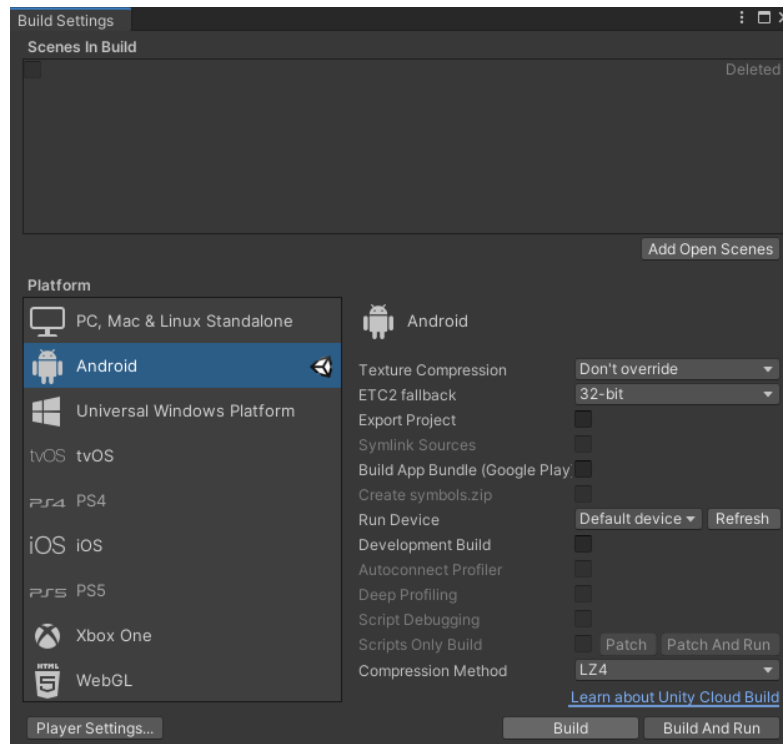 Build Settings
Scenes In Build
Deleted
Add Open Scenes
Platform
PC, Mac & Linux Standalone
Android
Universal Windows Platform
tvOS tvOS
PS4 PS4
iOS iOS
PS5 PS5
Xbox One
HTML 5 WebGL
Android
Texture Compression Don't override
ETC2 fallback 32-bit
Export Project
Symlink Sources
Build App Bundle (Google Play)
Create symbols.zip
Run Device Default device Refresh
Development Build
Autoconnect Profiler
Deep Profiling
Script Debugging
Scripts Only Build Patch Patch And Run
Compression Method LZ4
Learn about Unity Cloud Build
Player Settings... Build Build And Run